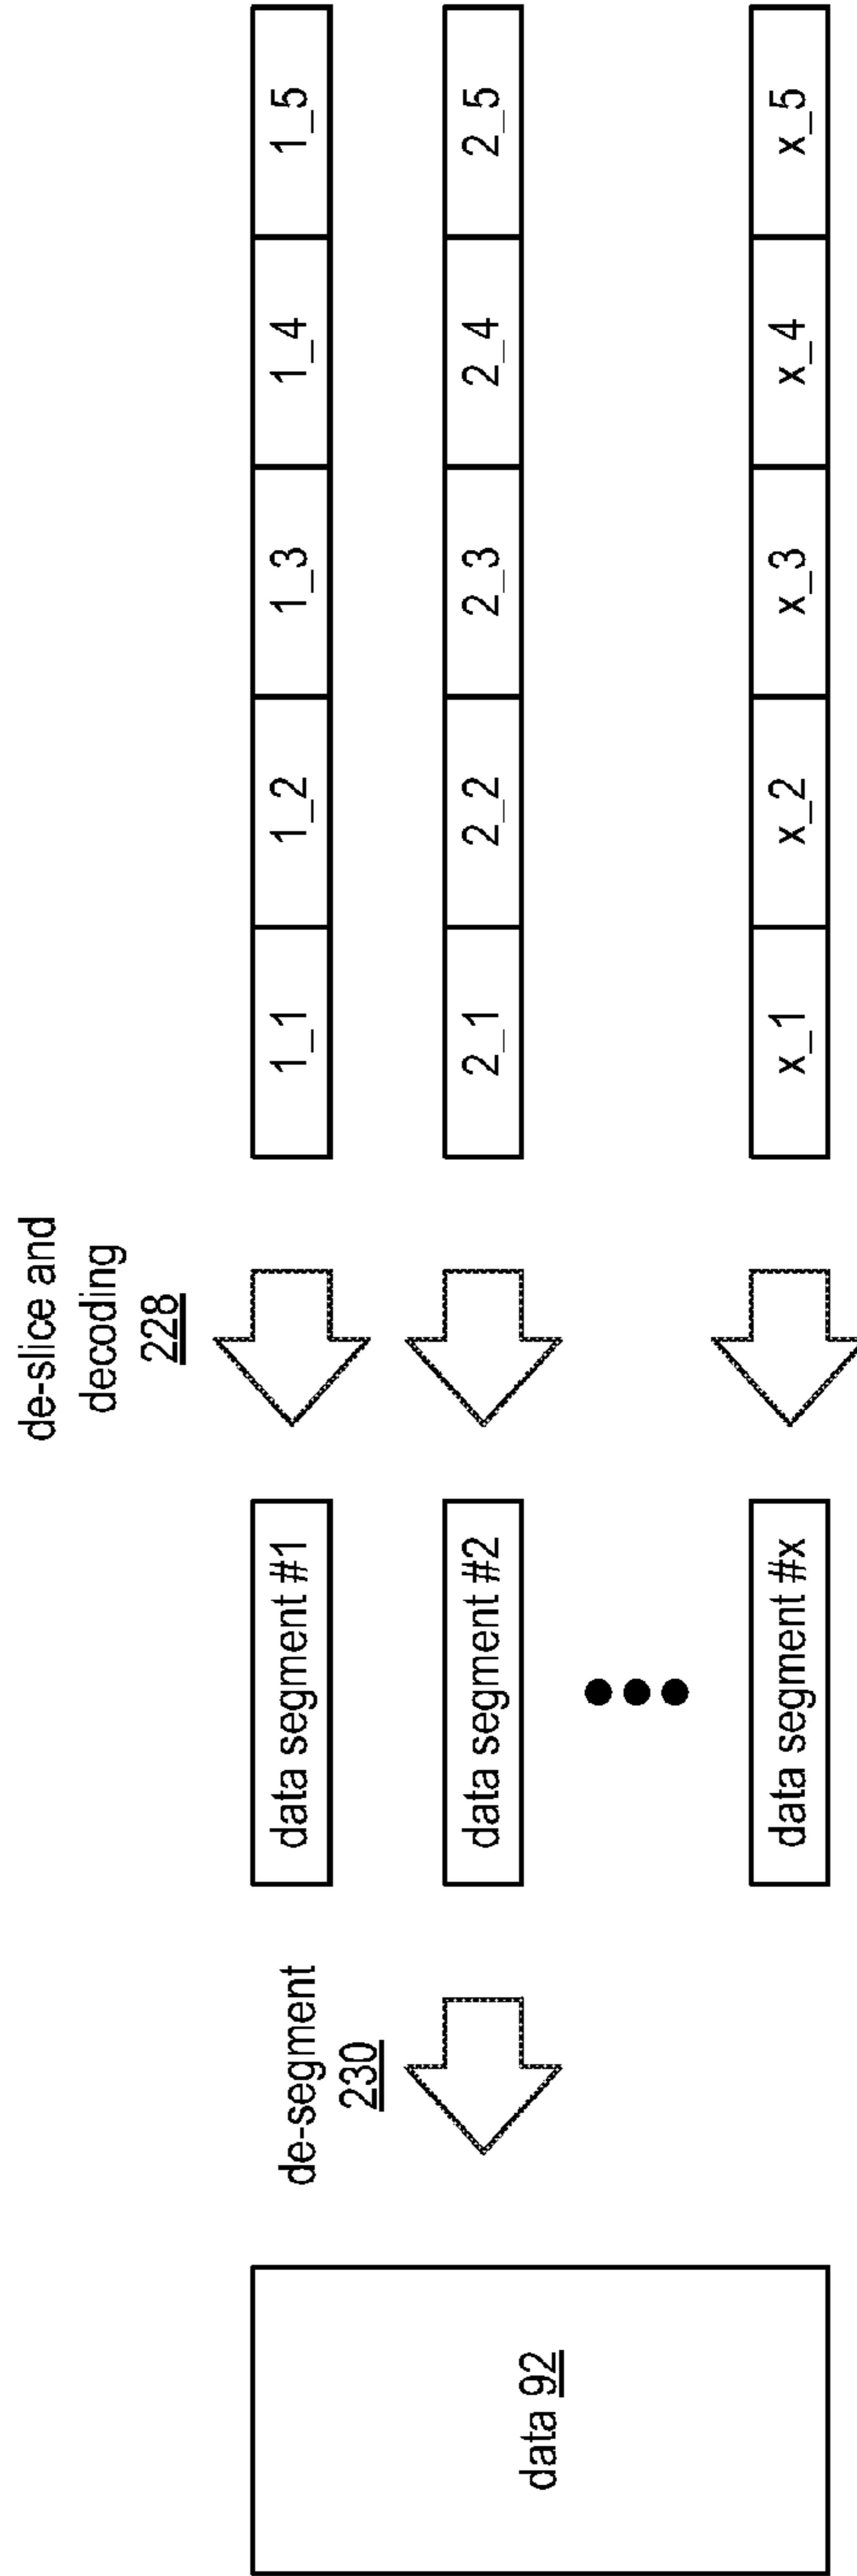 de-slice and
decoding
228
de-segment
230
data 92
data segment #1
1_1
1_2
1_3
1_4
1_5
data segment #2
2_1
2_2
2_3
2_4
2_5
data segment #x
x_1
x_2
x_3
x_4
x_5